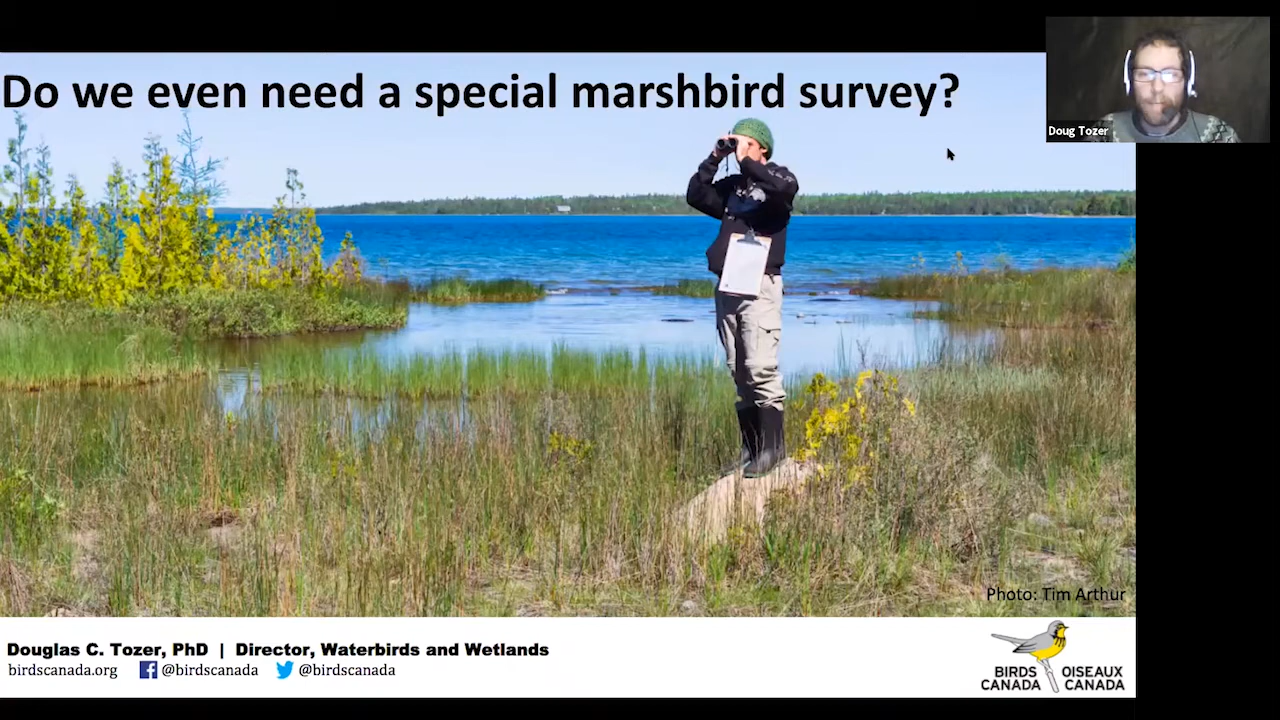 Do we even need a special marshbird survey?
Doug Tozer
Photo: Tim Arthur
Douglas C. Tozer, PhD | Director, Waterbirds and Wetlands
birdscanada.org @birdscanada @birdscanada
BIRDS OISEAUX
CANADA CANADA